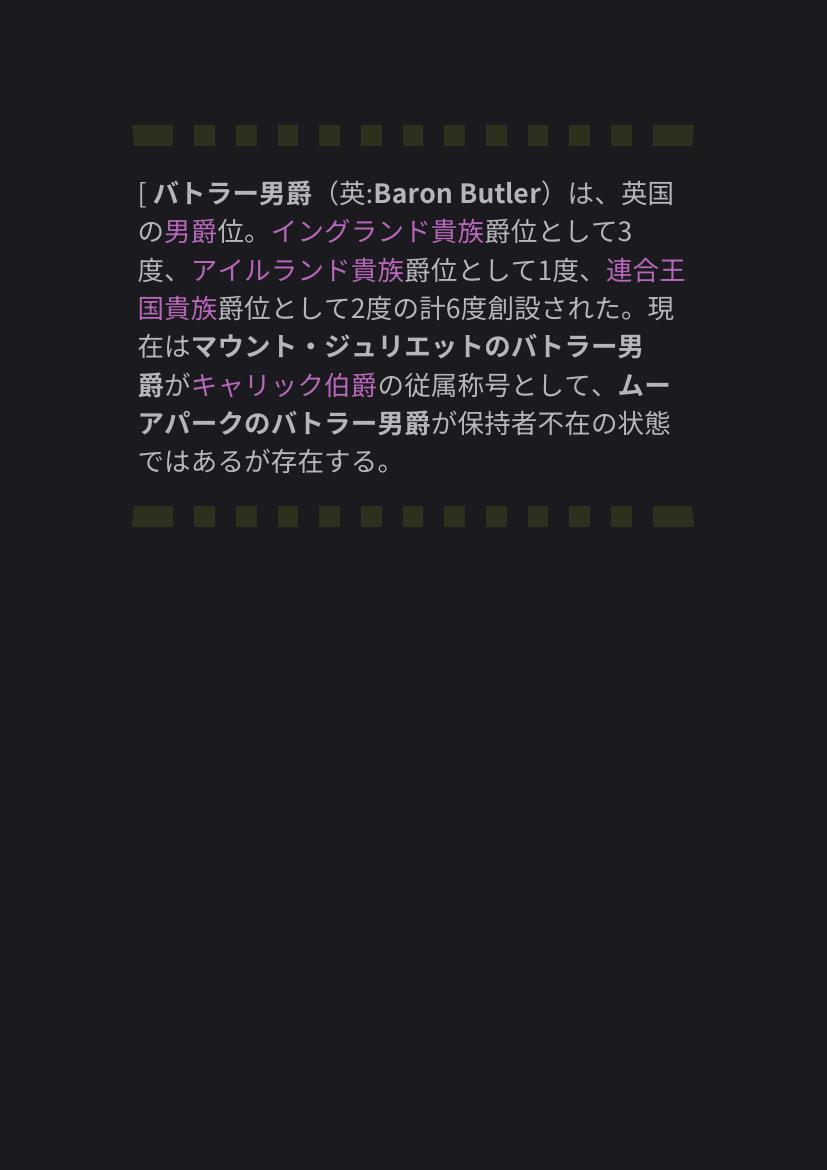 [ バトラー男爵（英:Baron Butler）は、英国
の男爵位。イングランド貴族爵位として3
度、アイルランド貴族爵位として1度、連合王
国貴族爵位として2度の計6度創設された。現
在はマウント・ジュリエットのバトラー男
爵がキャリック伯爵の従属称号として、ムー
アパークのバトラー男爵が保持者不在の状態
ではあるが存在する。